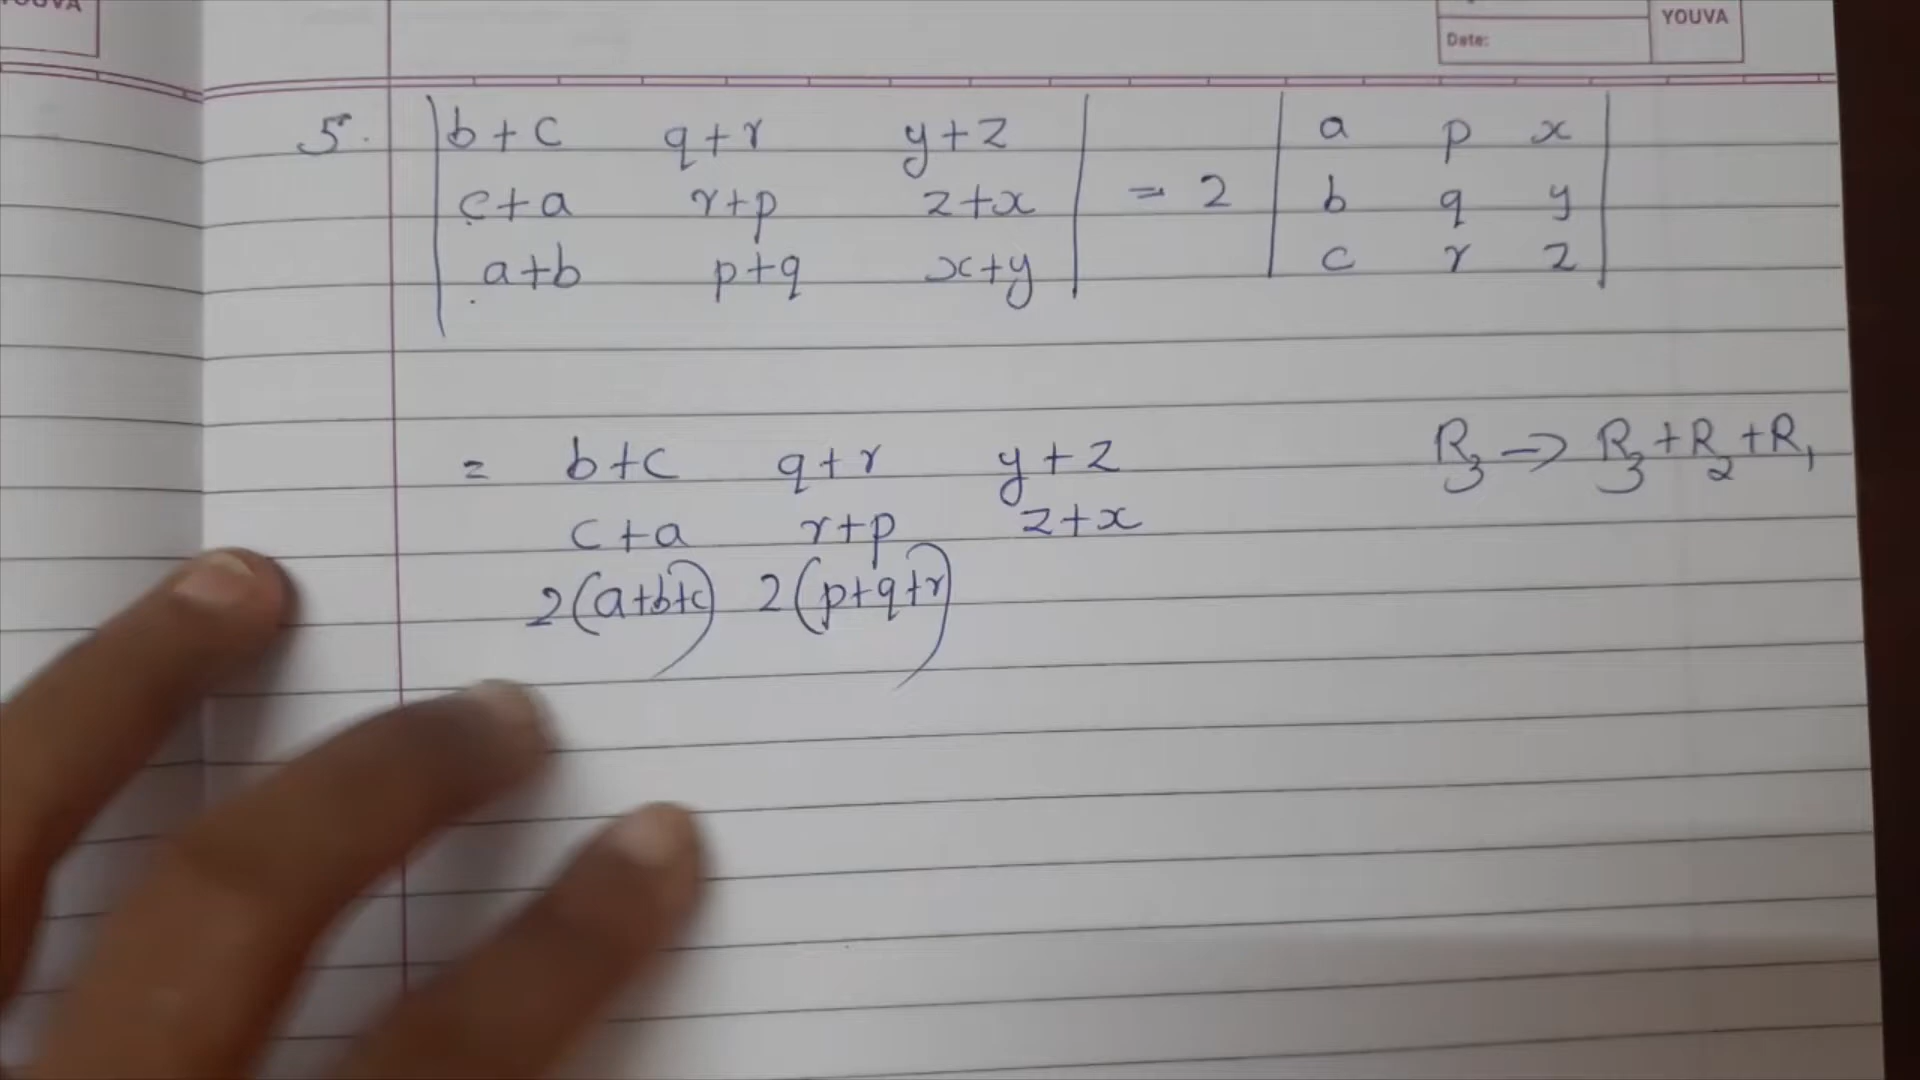 YOUVA
YOUVA
Date:
5. | b+c q+r y+z | = 2 | a p x |
| c+a r+p z+x | | b q y |
| a+b p+q x+y | | c r z |
= b+c q+r y+z R₃ → R₃+R₂+R₁
c+a r+p z+x
2(a+b+c) 2(p+q+r)